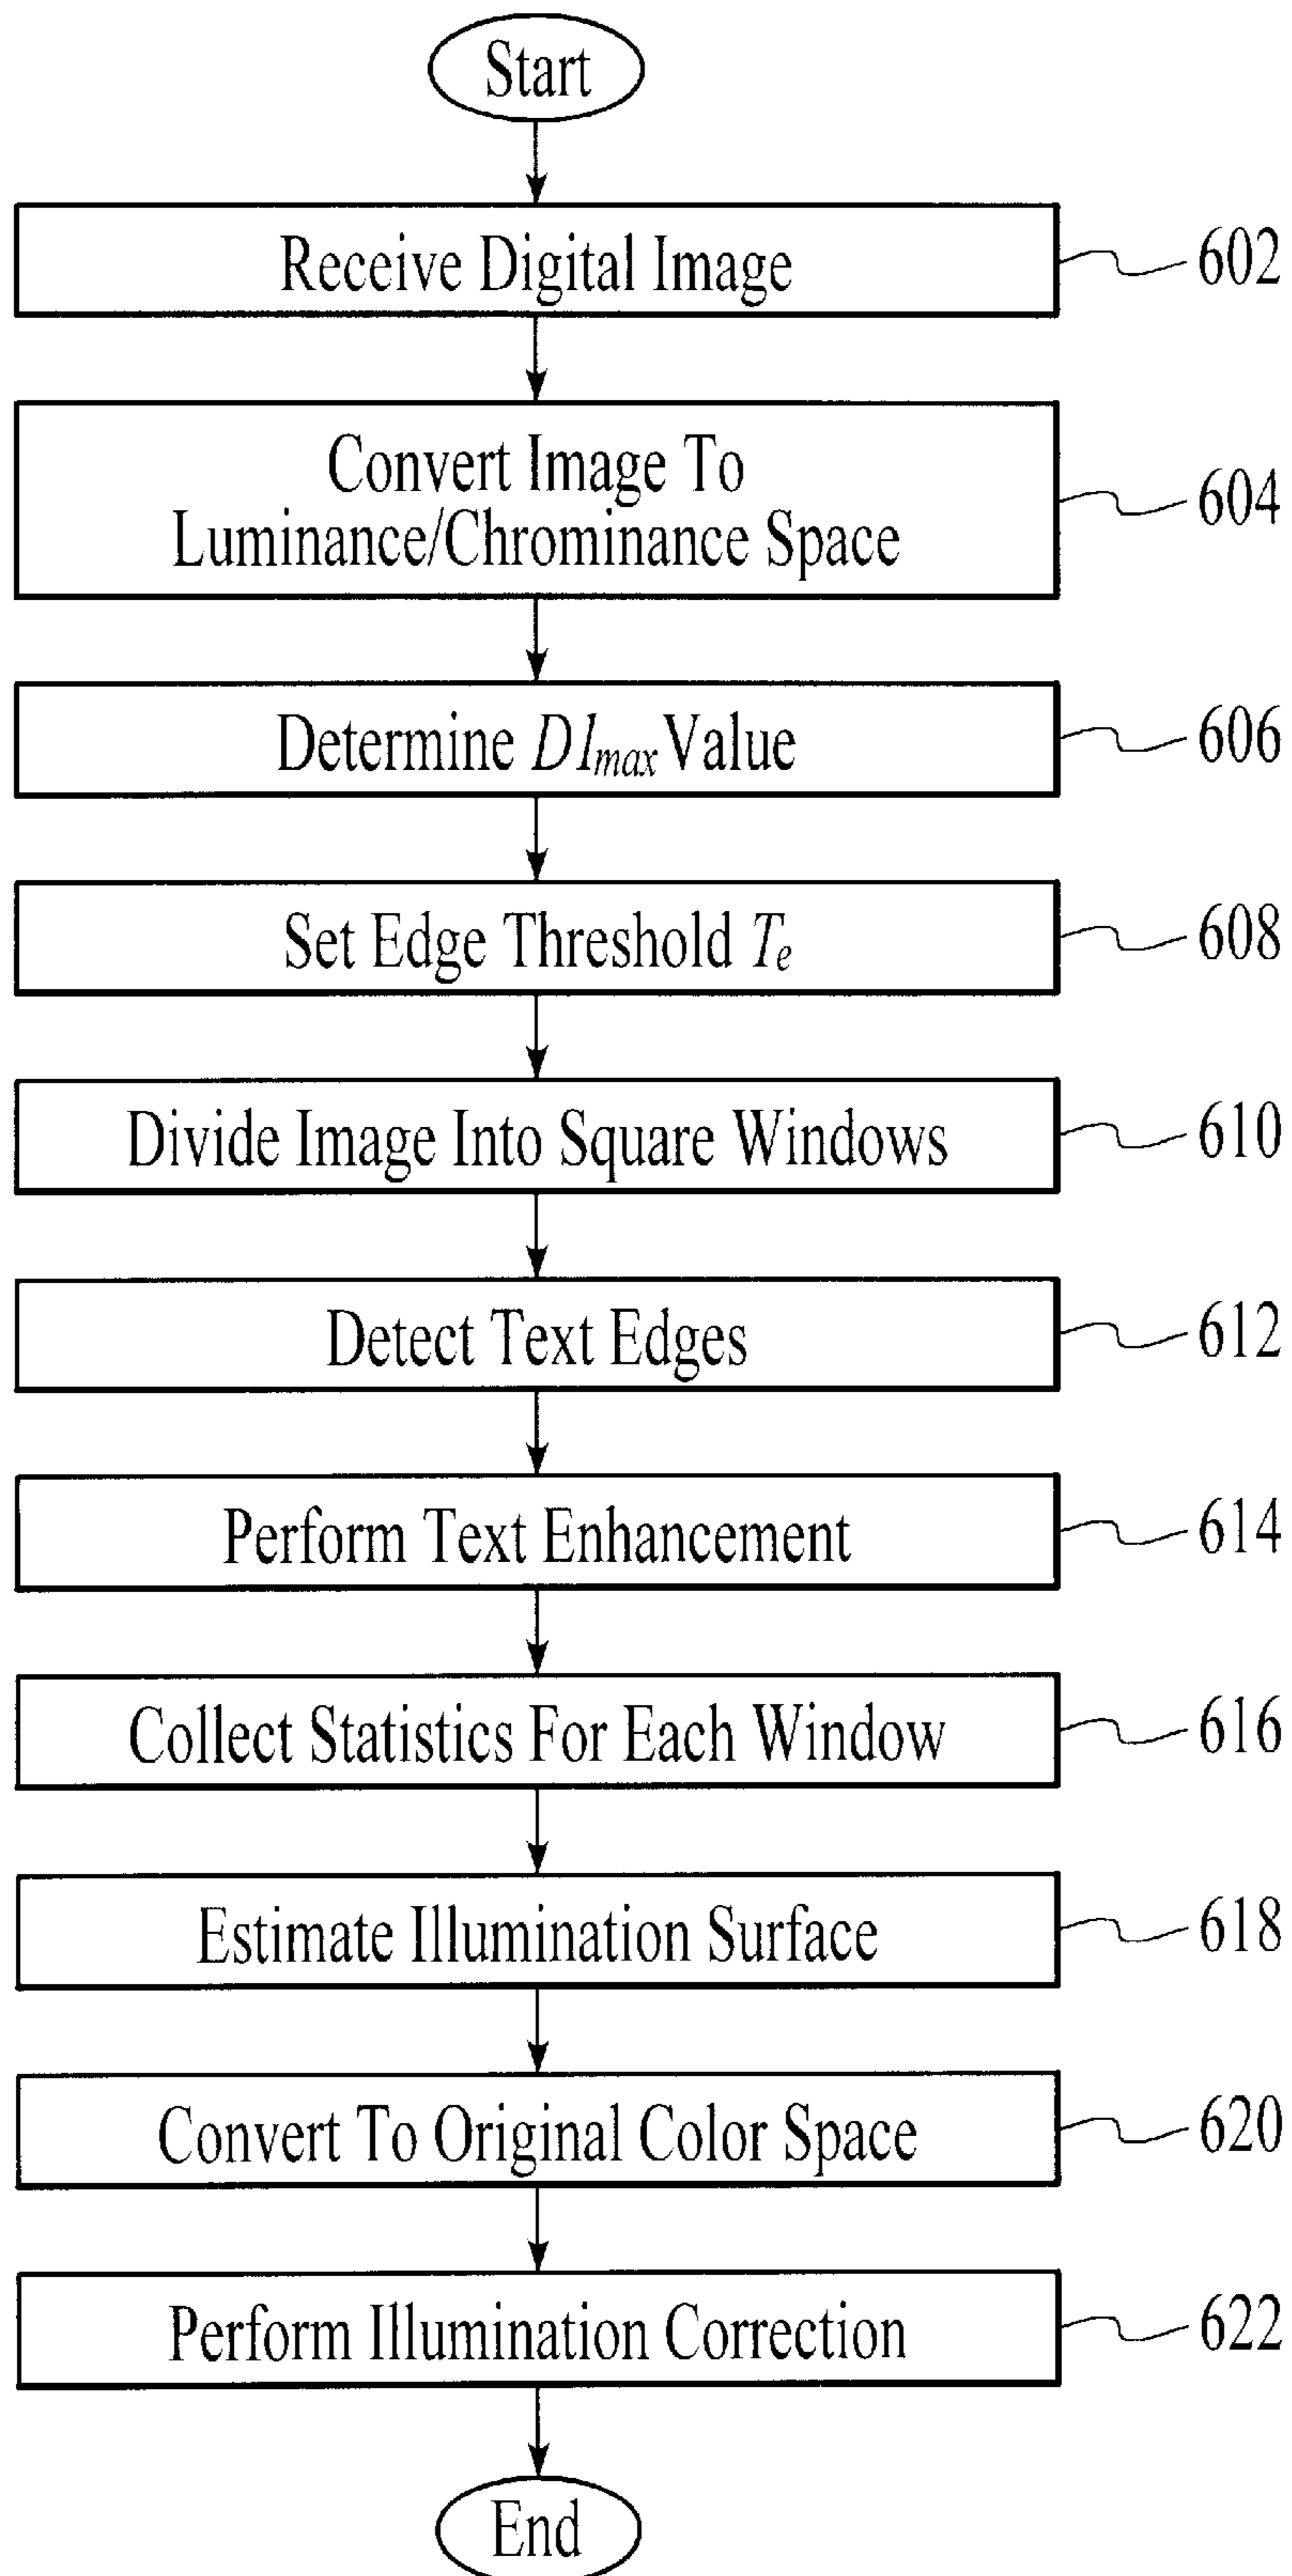 Start
Receive Digital Image
602
Convert Image To
Luminance/Chrominance Space
604
Determine D1max Value
606
Set Edge Threshold Te
608
Divide Image Into Square Windows
610
Detect Text Edges
612
Perform Text Enhancement
614
Collect Statistics For Each Window
616
Estimate Illumination Surface
618
Convert To Original Color Space
620
Perform Illumination Correction
622
End